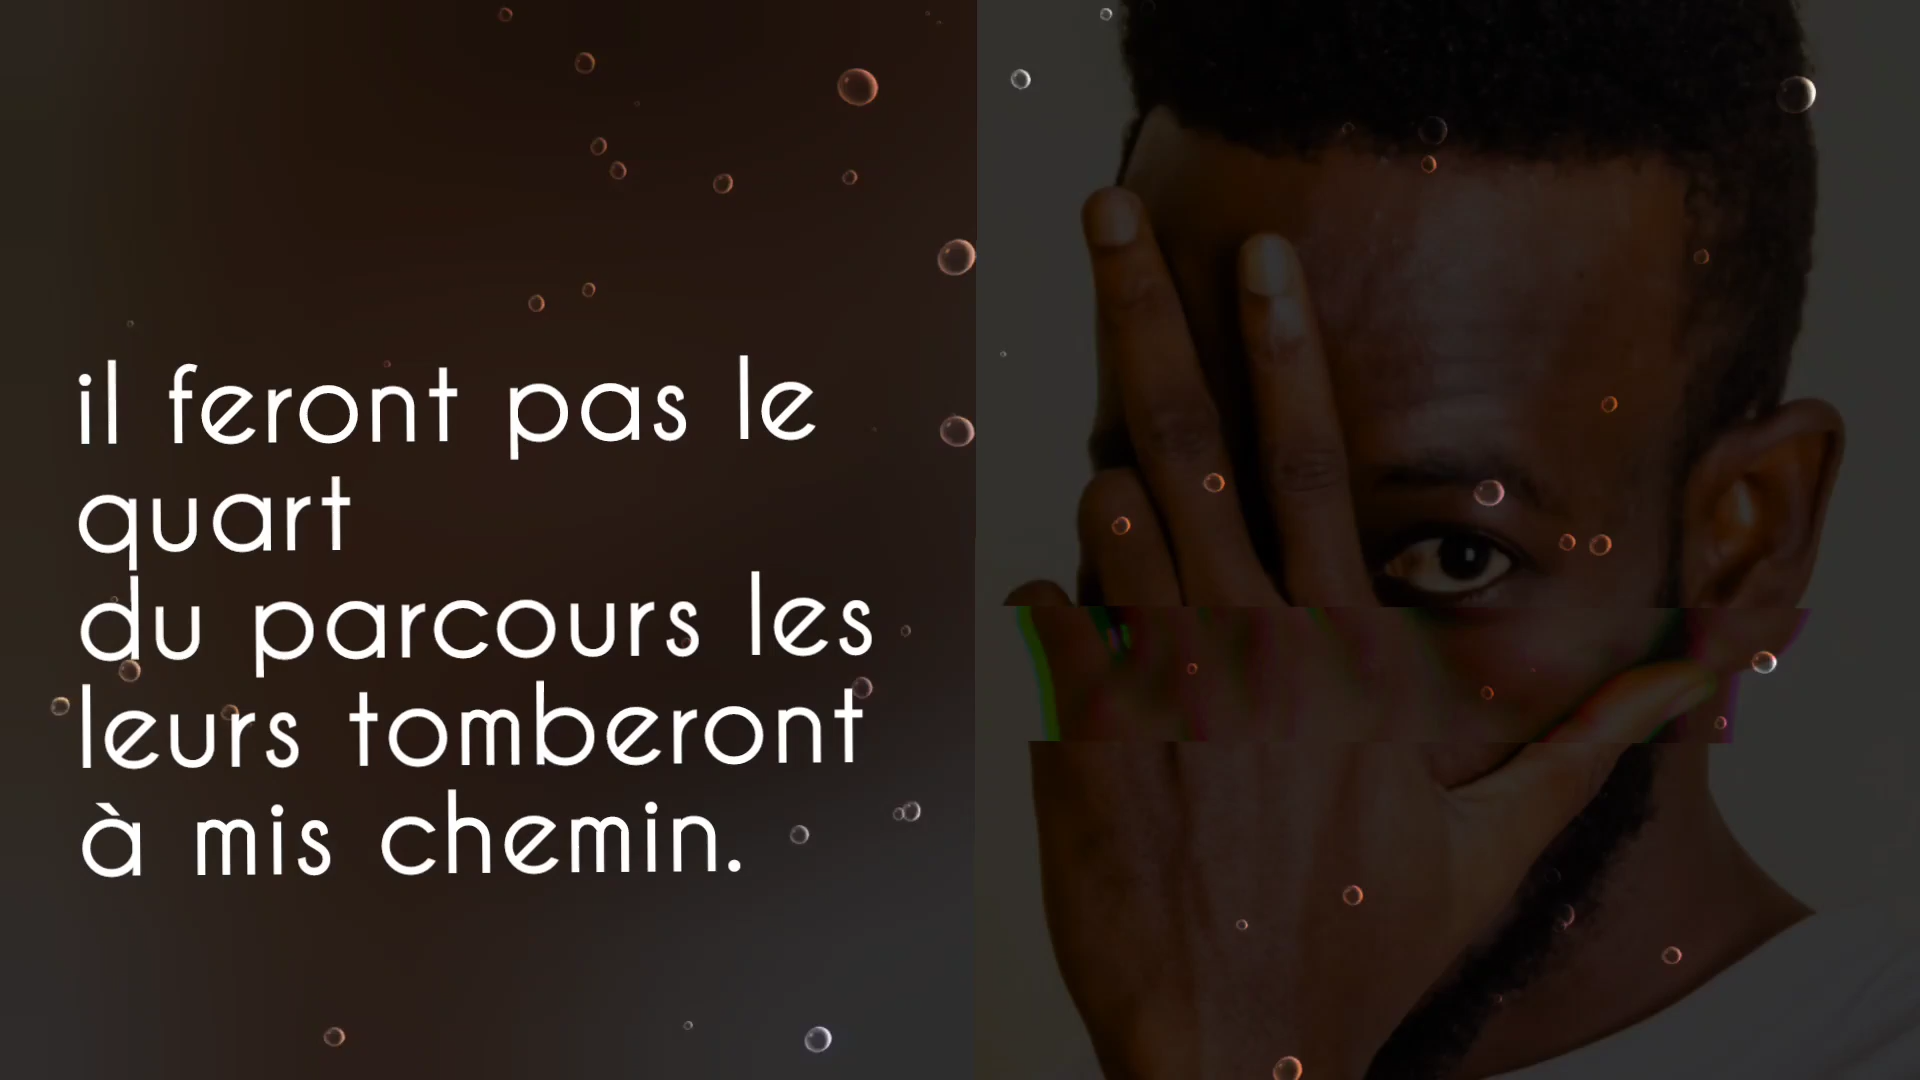 il feront pas le
quart
du parcours les
leurs tomberont
à mis chemin.